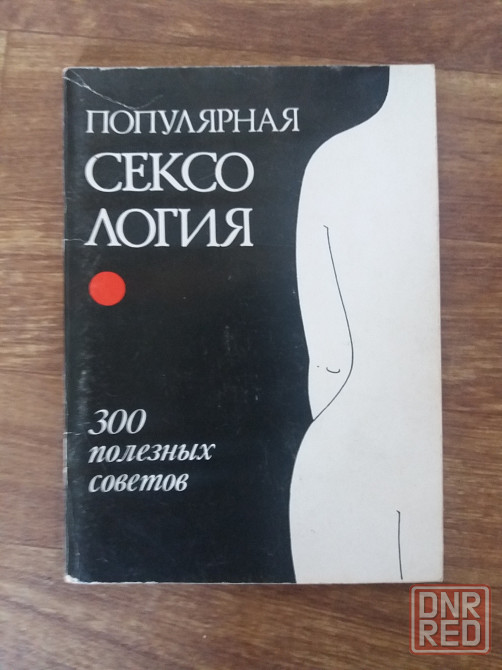 ПОПУЛЯРНАЯ
СЕКСО
ЛОГИЯ
300
полезных
советов
DNR
RED